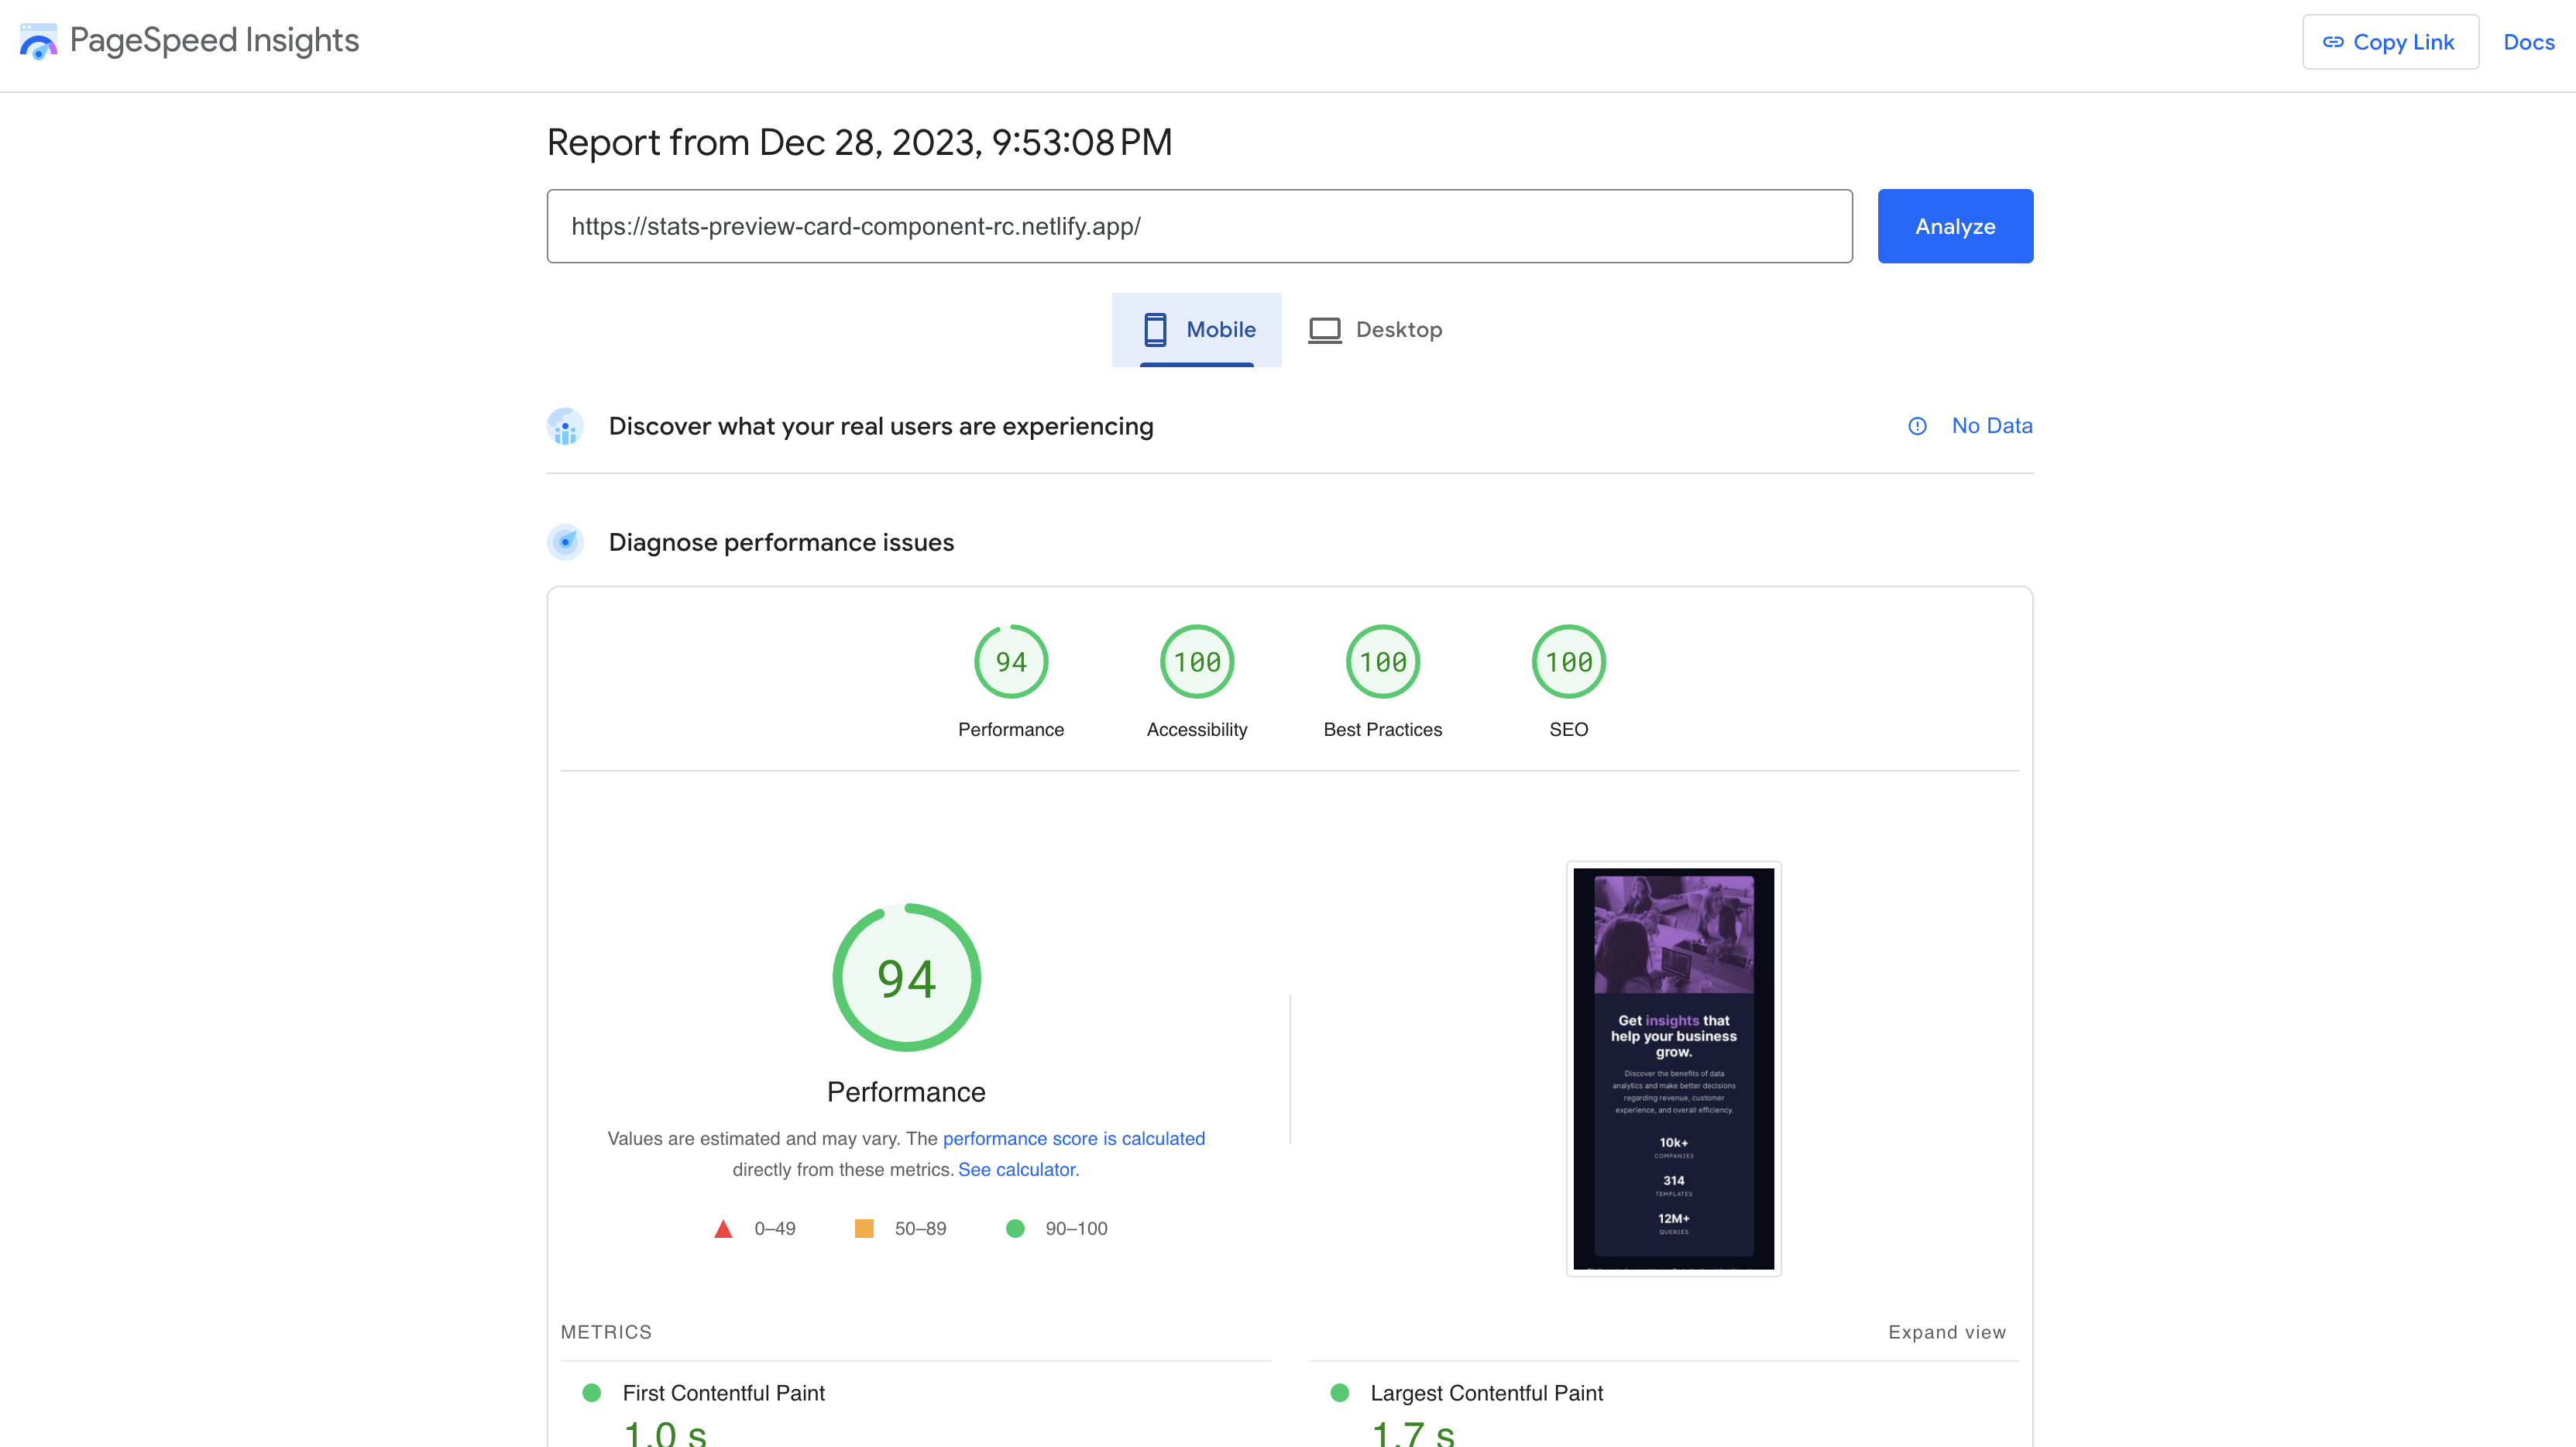 PageSpeed Insights
Copy Link
Docs
Report from Dec 28, 2023, 9:53:08 PM
https://stats-preview-card-component-rc.netlify.app/
Analyze
Mobile
Desktop
Discover what your real users are experiencing
No Data
Diagnose performance issues
94
100
100
100
Performance
Accessibility
Best Practices
SEO
94
Performance
Values are estimated and may vary. The performance score is calculated
directly from these metrics. See calculator.
0–49
50–89
90–100
Get insights that
help your business
grow.
Discover the benefits of data
analytics and make better decisions
regarding revenue, customer
experience, and overall efficiency.
10k+
COMPANIES
314
TEMPLATES
12M+
QUERIES
METRICS
Expand view
First Contentful Paint
1.0 s
Largest Contentful Paint
1.7 s